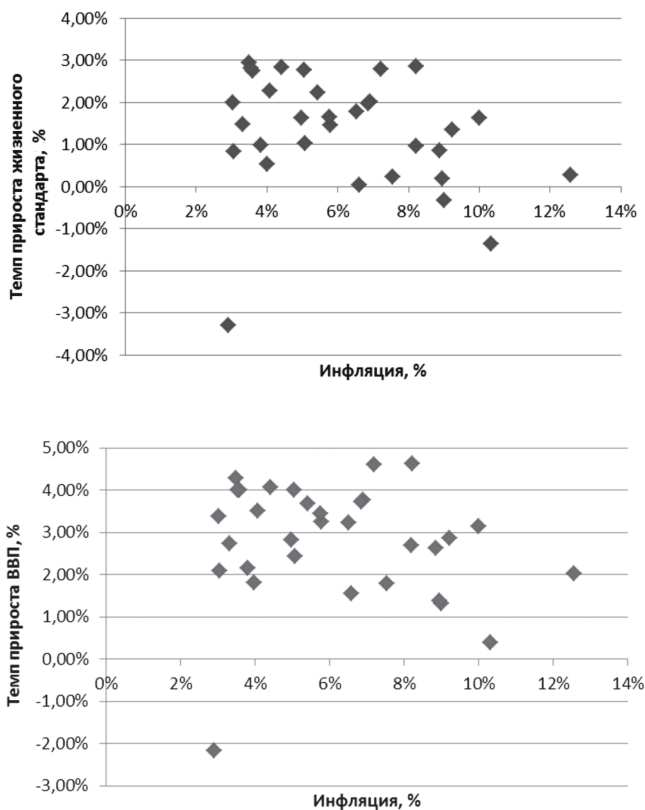 4,00%
3,00%
2,00%
1,00%
0,00%
0% 2% 4% 6% 8% 10% 12% 14%
-1,00%
-2,00%
-3,00%
-4,00%
Темп прироста жизненного
стандарта, %
Инфляция, %
5,00%
4,00%
3,00%
2,00%
1,00%
0,00%
0% 2% 4% 6% 8% 10% 12% 14%
-1,00%
-2,00%
-3,00%
Темп прироста ВВП, %
Инфляция, %